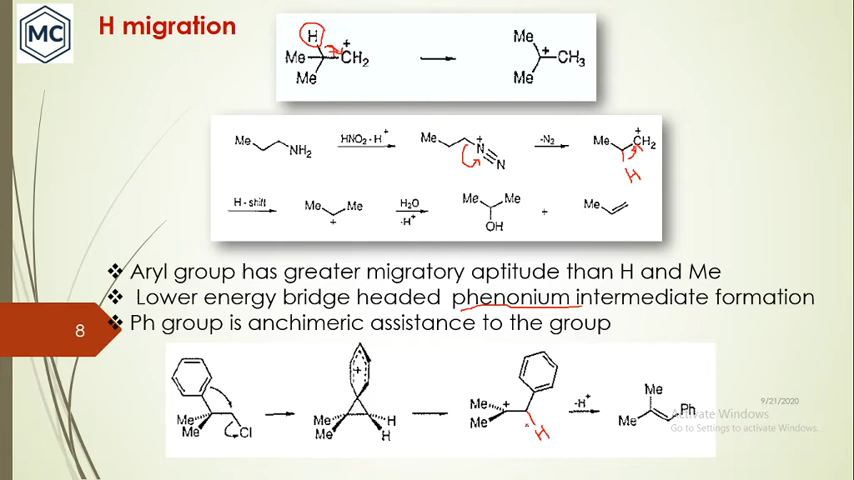 MC
H migration
H
Me
+
CH2
Me
Me
+
CH3
Me
Me
NH2
HNO2 - H+
Me
+
N
N
-N2
Me
+
CH2
H
H - shift
Me
Me
+
H2O
-H+
Me
Me
OH
+
Me
❖ Aryl group has greater migratory aptitude than H and Me
❖ Lower energy bridge headed phenonium intermediate formation
❖ Ph group is anchimeric assistance to the group
8
Me
Me
Cl
+
Me
Me
H
H
Me
+
Me
H
-H+
Me
Me
Ph
9/21/2020
Activate Windows
Go to Settings to activate Windows.